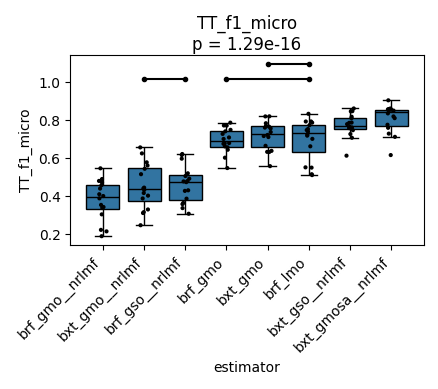 TT_f1_micro
p = 1.29e-16
TT_f1_micro
1.0
0.8
0.6
0.4
0.2
brf_gmo__nrlmf
bxt_gmo__nrlmf
brf_gso__nrlmf
brf_gmo
bxt_gmo
brf_lmo
bxt_gso__nrlmf
bxt_gmosa__nrlmf
estimator